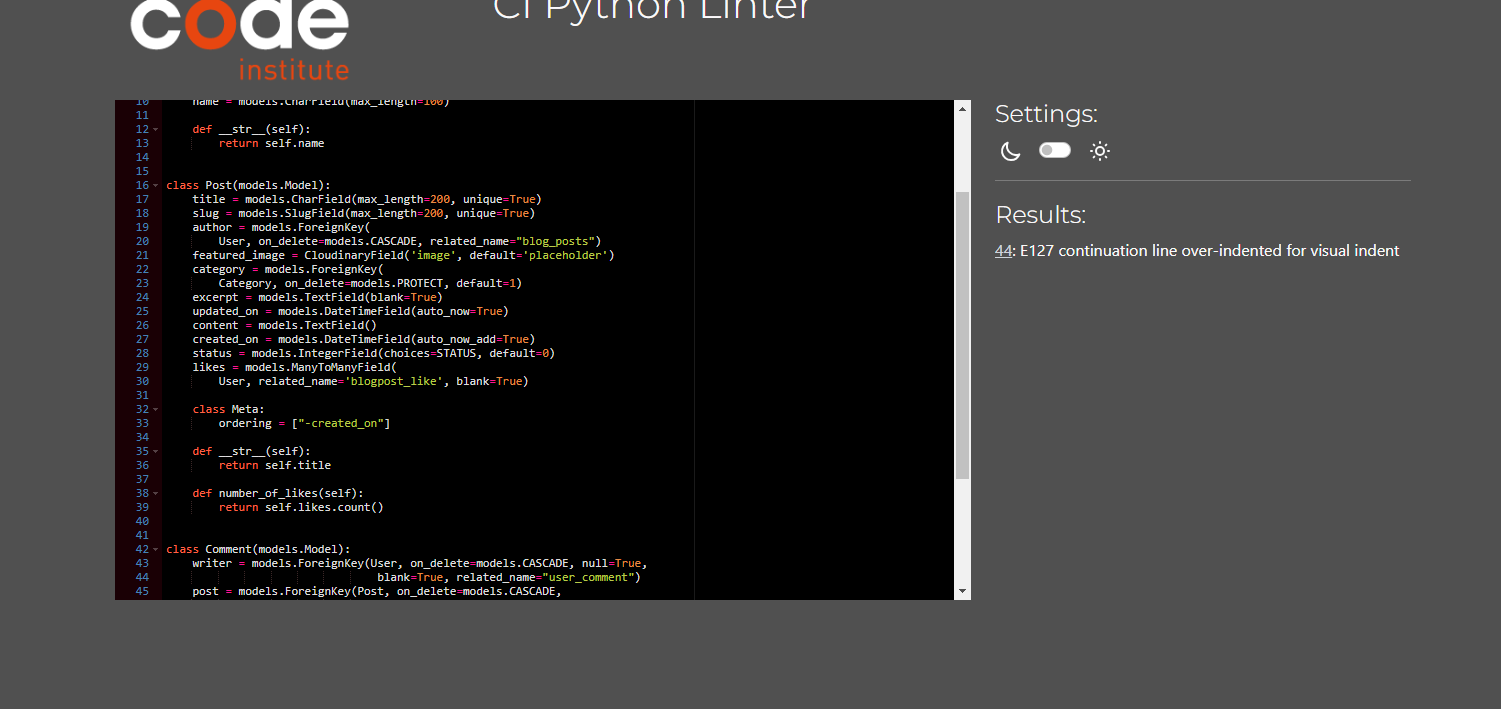 code
institute
CI Python Linter
10 name = models.CharField(max_length=100)
11
12 def __str__(self):
13 return self.name
14
15
16 class Post(models.Model):
17 title = models.CharField(max_length=200, unique=True)
18 slug = models.SlugField(max_length=200, unique=True)
19 author = models.ForeignKey(
20 User, on_delete=models.CASCADE, related_name="blog_posts")
21 featured_image = CloudinaryField('image', default='placeholder')
22 category = models.ForeignKey(
23 Category, on_delete=models.PROTECT, default=1)
24 excerpt = models.TextField(blank=True)
25 updated_on = models.DateTimeField(auto_now=True)
26 content = models.TextField()
27 created_on = models.DateTimeField(auto_now_add=True)
28 status = models.IntegerField(choices=STATUS, default=0)
29 likes = models.ManyToManyField(
30 User, related_name='blogpost_like', blank=True)
31
32 class Meta:
33 ordering = ["-created_on"]
34
35 def __str__(self):
36 return self.title
37
38 def number_of_likes(self):
39 return self.likes.count()
40
41
42 class Comment(models.Model):
43 writer = models.ForeignKey(User, on_delete=models.CASCADE, null=True,
44 blank=True, related_name="user_comment")
45 post = models.ForeignKey(Post, on_delete=models.CASCADE,
Settings:
Results:
44: E127 continuation line over-indented for visual indent